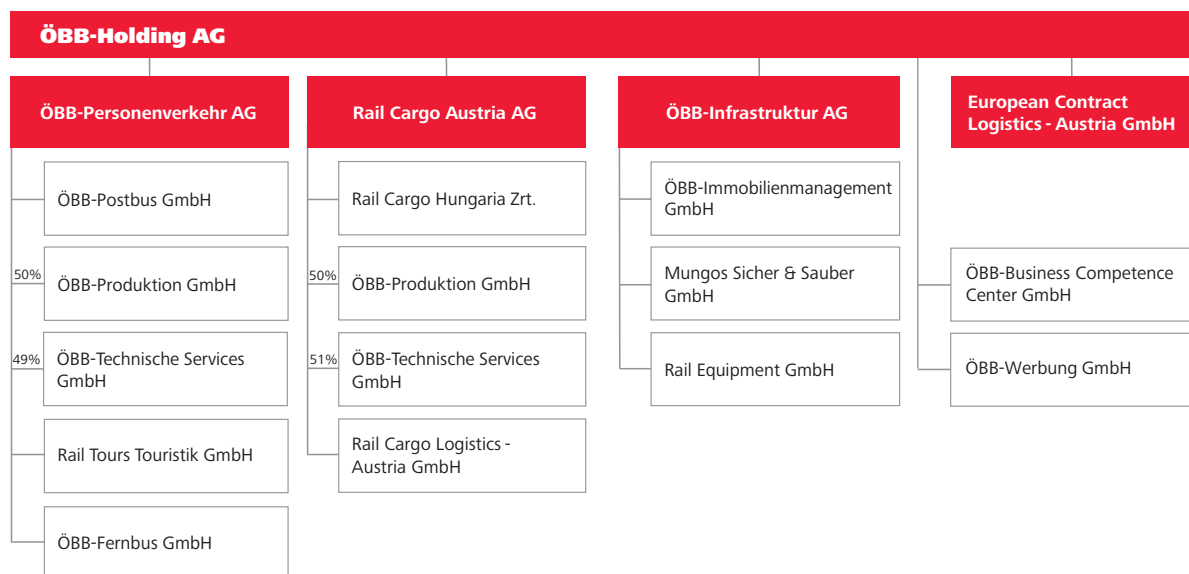 ÖBB-Holding AG
ÖBB-Personenverkehr AG
Rail Cargo Austria AG
ÖBB-Infrastruktur AG
European Contract
Logistics - Austria GmbH
ÖBB-Postbus GmbH
50%
ÖBB-Produktion GmbH
49%
ÖBB-Technische Services
GmbH
Rail Tours Touristik GmbH
ÖBB-Fernbus GmbH
Rail Cargo Hungaria Zrt.
50%
ÖBB-Produktion GmbH
51%
ÖBB-Technische Services
GmbH
Rail Cargo Logistics -
Austria GmbH
ÖBB-Immobilienmanagement
GmbH
Mungos Sicher & Sauber
GmbH
Rail Equipment GmbH
ÖBB-Business Competence
Center GmbH
ÖBB-Werbung GmbH